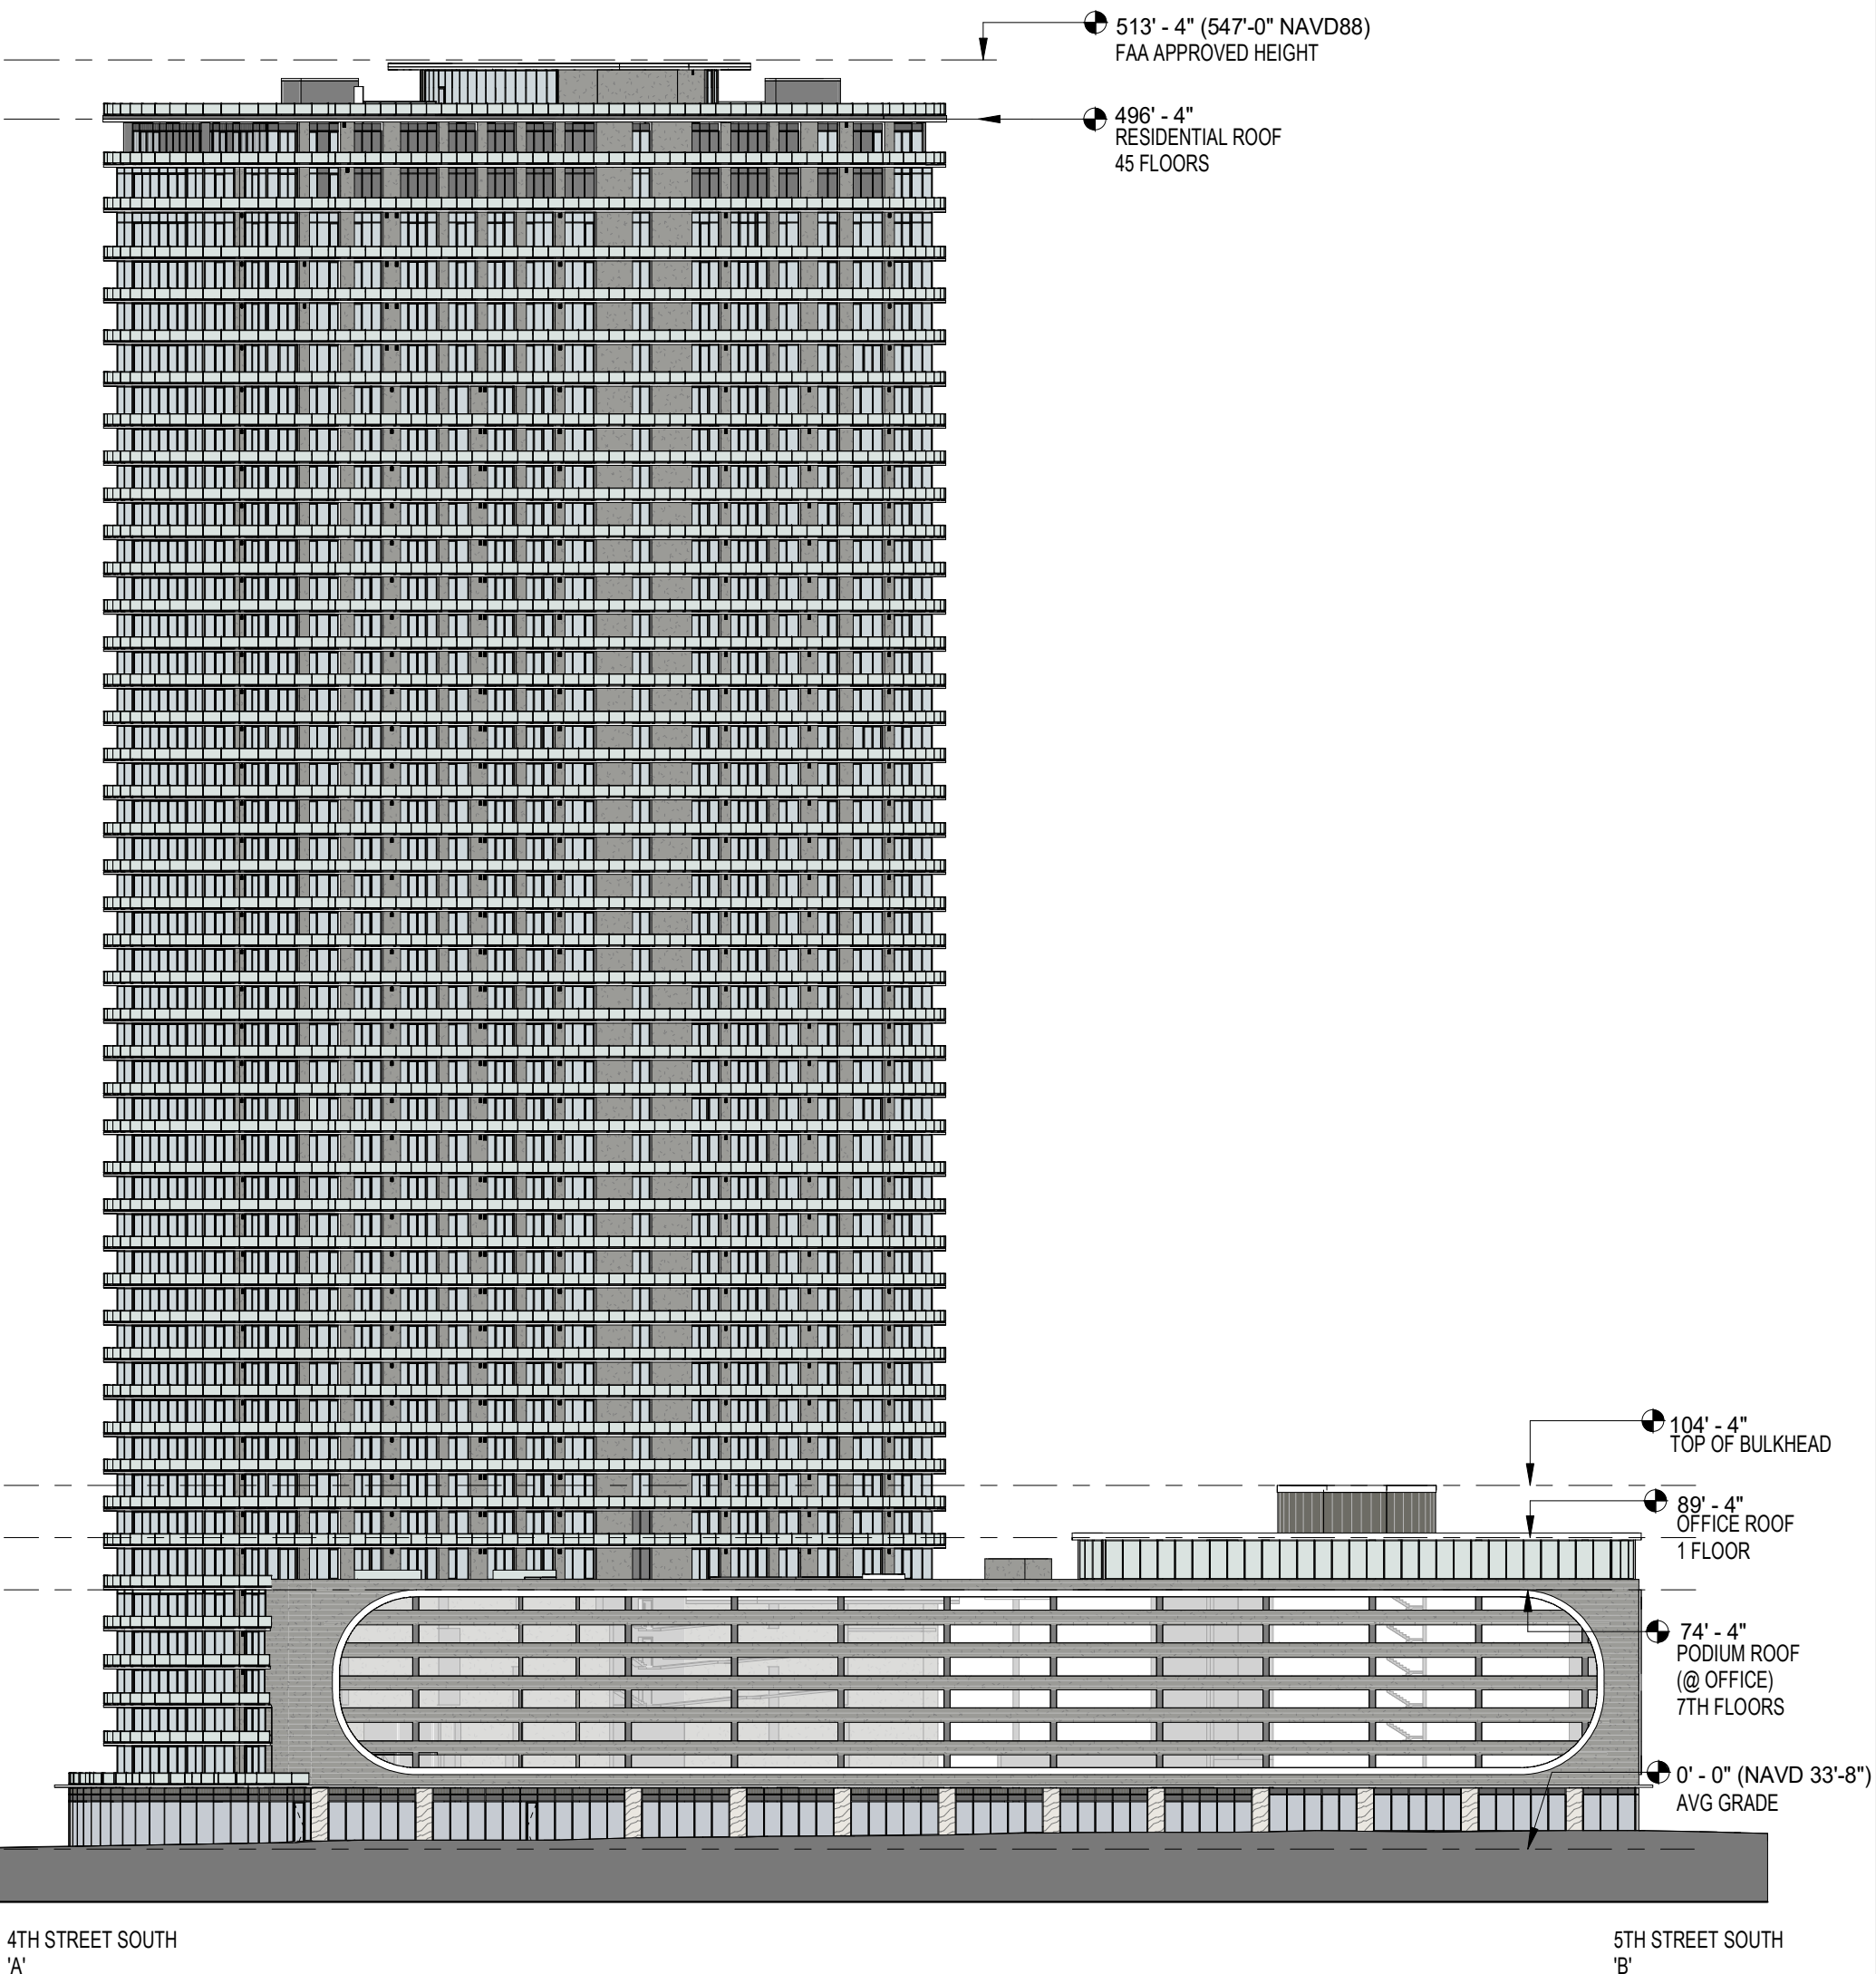 513' - 4" (547'-0" NAVD88)
FAA APPROVED HEIGHT
496' - 4"
RESIDENTIAL ROOF
45 FLOORS
104' - 4"
TOP OF BULKHEAD
89' - 4"
OFFICE ROOF
1 FLOOR
74' - 4"
PODIUM ROOF
(@ OFFICE)
7TH FLOORS
0' - 0" (NAVD 33'-8")
AVG GRADE
4TH STREET SOUTH
'A'
5TH STREET SOUTH
'B'